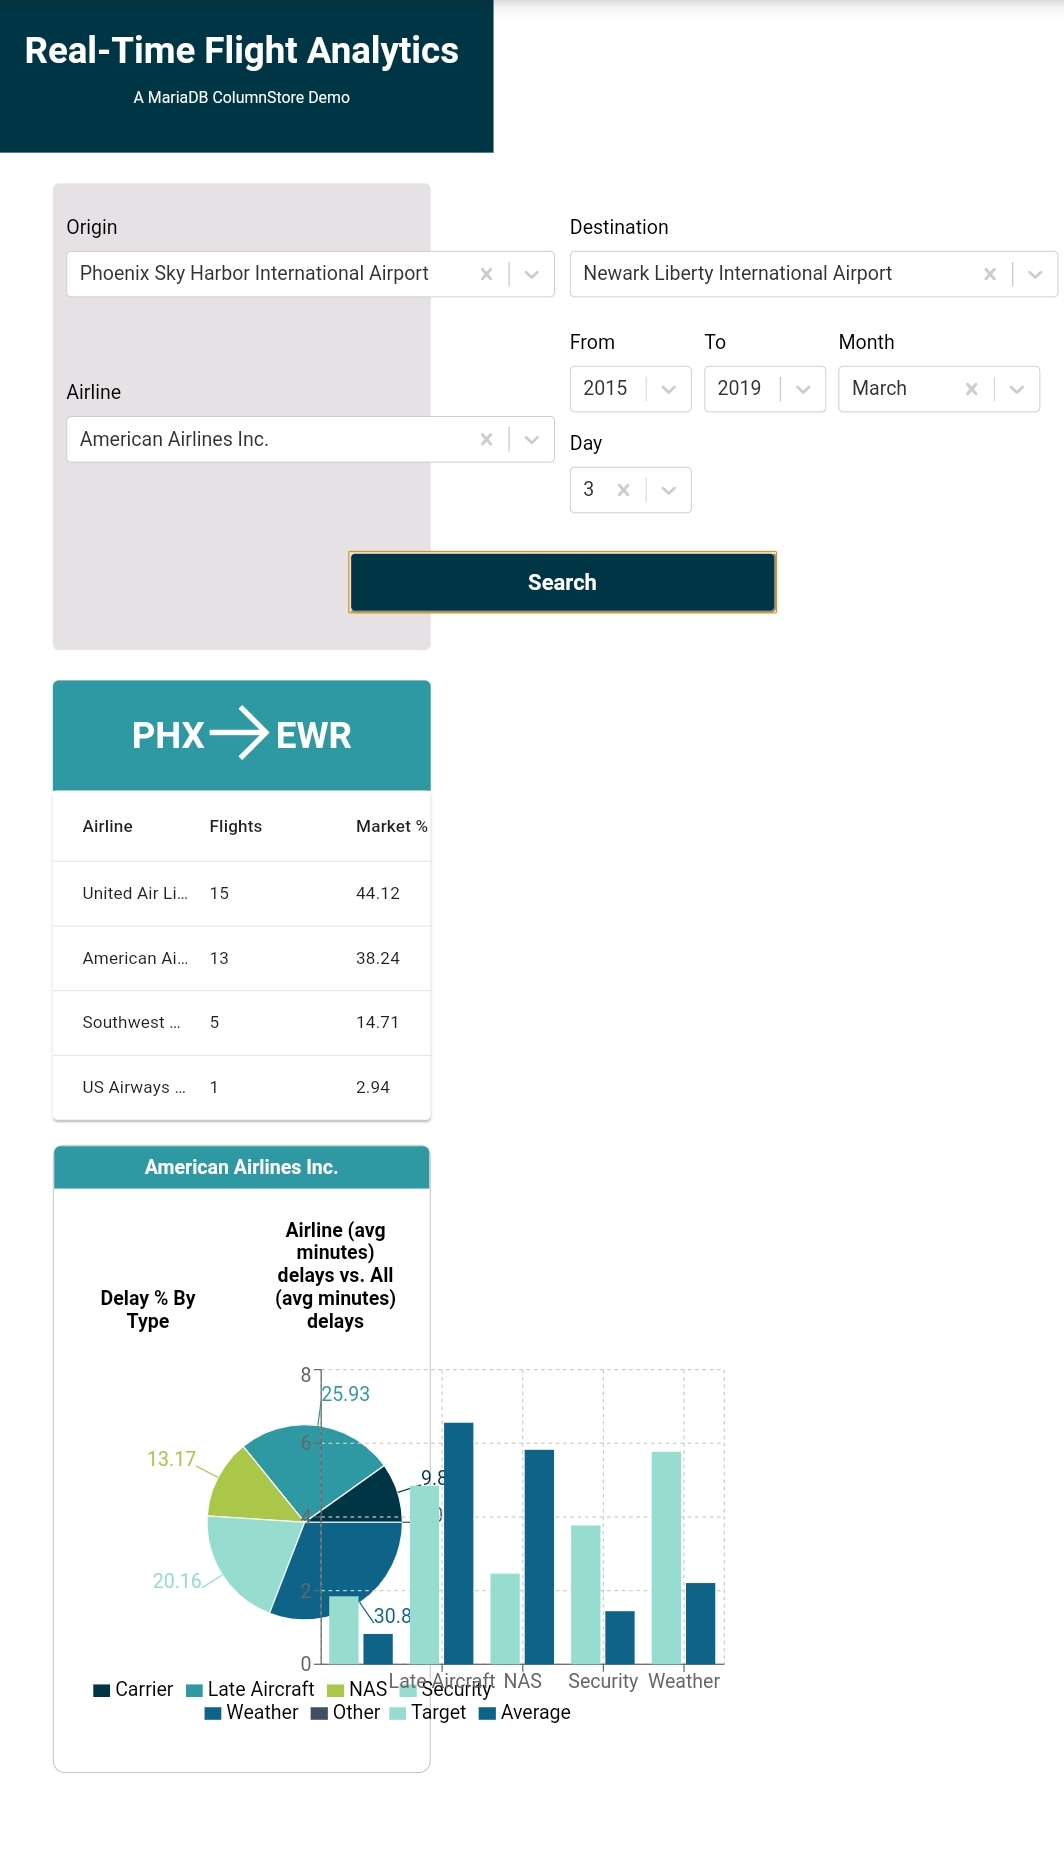 Real-Time Flight Analytics
A MariaDB ColumnStore Demo
Origin
Destination
Phoenix Sky Harbor International Airport
Newark Liberty International Airport
From To Month
2015 2019 March
Airline
American Airlines Inc.
Day
3
Search
PHX EWR
Airline Flights Market %
United Air Li... 15 44.12
American Ai... 13 38.24
Southwest ... 5 14.71
US Airways ... 1 2.94
American Airlines Inc.
Delay % By
Type
Airline (avg
minutes)
delays vs. All
(avg minutes)
delays
25.93
13.17
9.8
20.16
30.8
8
6
4
2
0
Late Aircraft NAS Security Weather
Carrier Late Aircraft NAS Security
Weather Other Target Average